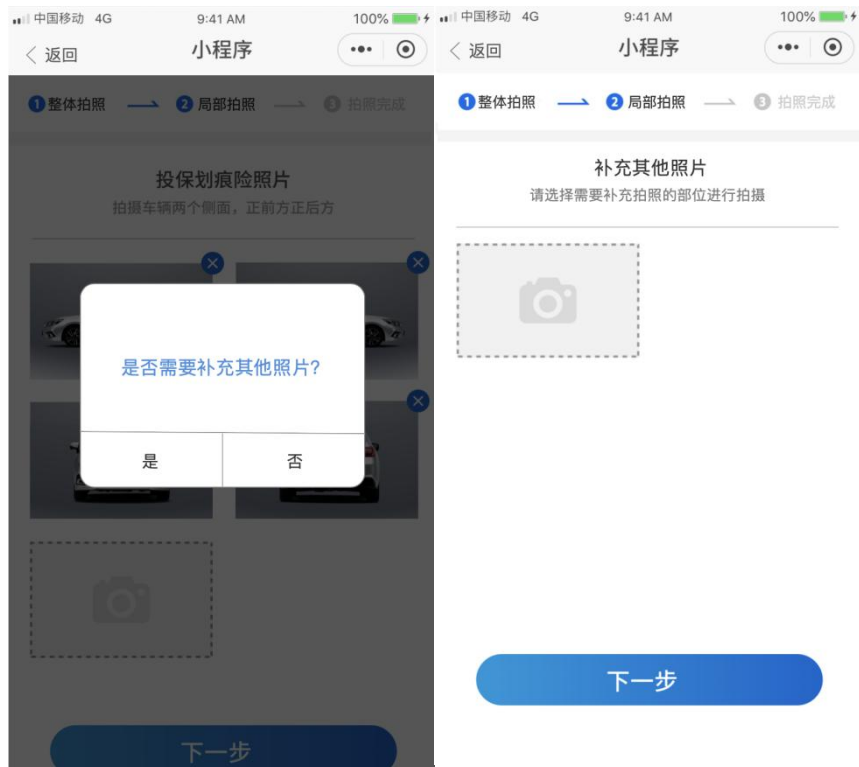 中国移动 4G 9:41 AM 100%
返回 小程序
1 整体拍照 2 局部拍照 3 拍照完成
投保划痕险照片
拍摄车辆两个侧面，正前方正后方
是否需要补充其他照片?
是 否
下一步
中国移动 4G 9:41 AM 100%
返回 小程序
1 整体拍照 2 局部拍照 3 拍照完成
补充其他照片
请选择需要补充拍照的部位进行拍摄
下一步